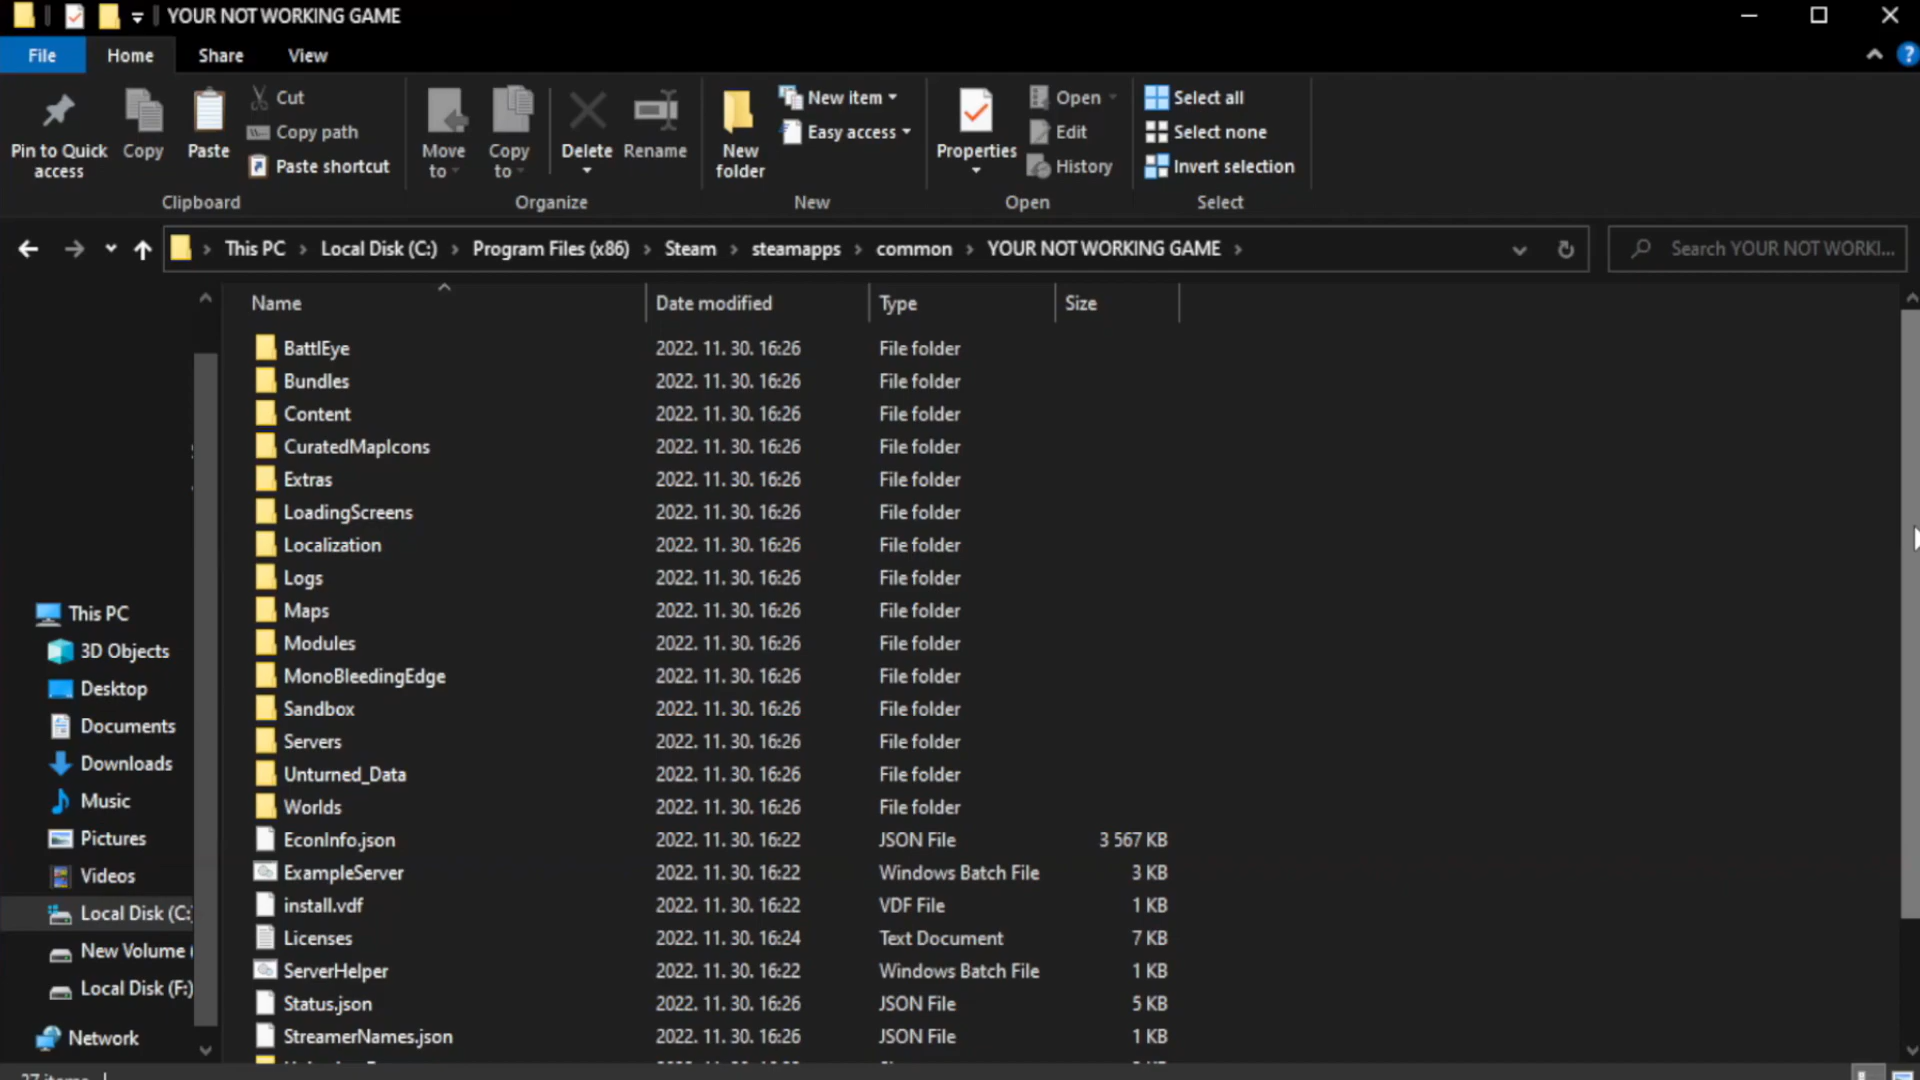 YOUR NOT WORKING GAME
File Home Share View
Pin to Quick access
Copy
Paste
Cut
Copy path
Paste shortcut
Move to
Copy to
Delete
Rename
New folder
New item
Easy access
Properties
Open
Edit
History
Select all
Select none
Invert selection
Clipboard Organize New Open Select
This PC Local Disk (C:) Program Files (x86) Steam steamapps common YOUR NOT WORKING GAME
Search YOUR NOT WORKI...
This PC
3D Objects
Desktop
Documents
Downloads
Music
Pictures
Videos
Local Disk (C:
New Volume (
Local Disk (F:)
Network
Name Date modified Type Size
BattlEye 2022. 11. 30. 16:26 File folder
Bundles 2022. 11. 30. 16:26 File folder
Content 2022. 11. 30. 16:26 File folder
CuratedMapIcons 2022. 11. 30. 16:26 File folder
Extras 2022. 11. 30. 16:26 File folder
LoadingScreens 2022. 11. 30. 16:26 File folder
Localization 2022. 11. 30. 16:26 File folder
Logs 2022. 11. 30. 16:26 File folder
Maps 2022. 11. 30. 16:26 File folder
Modules 2022. 11. 30. 16:26 File folder
MonoBleedingEdge 2022. 11. 30. 16:26 File folder
Sandbox 2022. 11. 30. 16:26 File folder
Servers 2022. 11. 30. 16:26 File folder
Unturned_Data 2022. 11. 30. 16:26 File folder
Worlds 2022. 11. 30. 16:26 File folder
EconInfo.json 2022. 11. 30. 16:22 JSON File 3 567 KB
ExampleServer 2022. 11. 30. 16:22 Windows Batch File 3 KB
install.vdf 2022. 11. 30. 16:22 VDF File 1 KB
Licenses 2022. 11. 30. 16:24 Text Document 7 KB
ServerHelper 2022. 11. 30. 16:22 Windows Batch File 1 KB
Status.json 2022. 11. 30. 16:26 JSON File 5 KB
StreamerNames.json 2022. 11. 30. 16:26 JSON File 1 KB